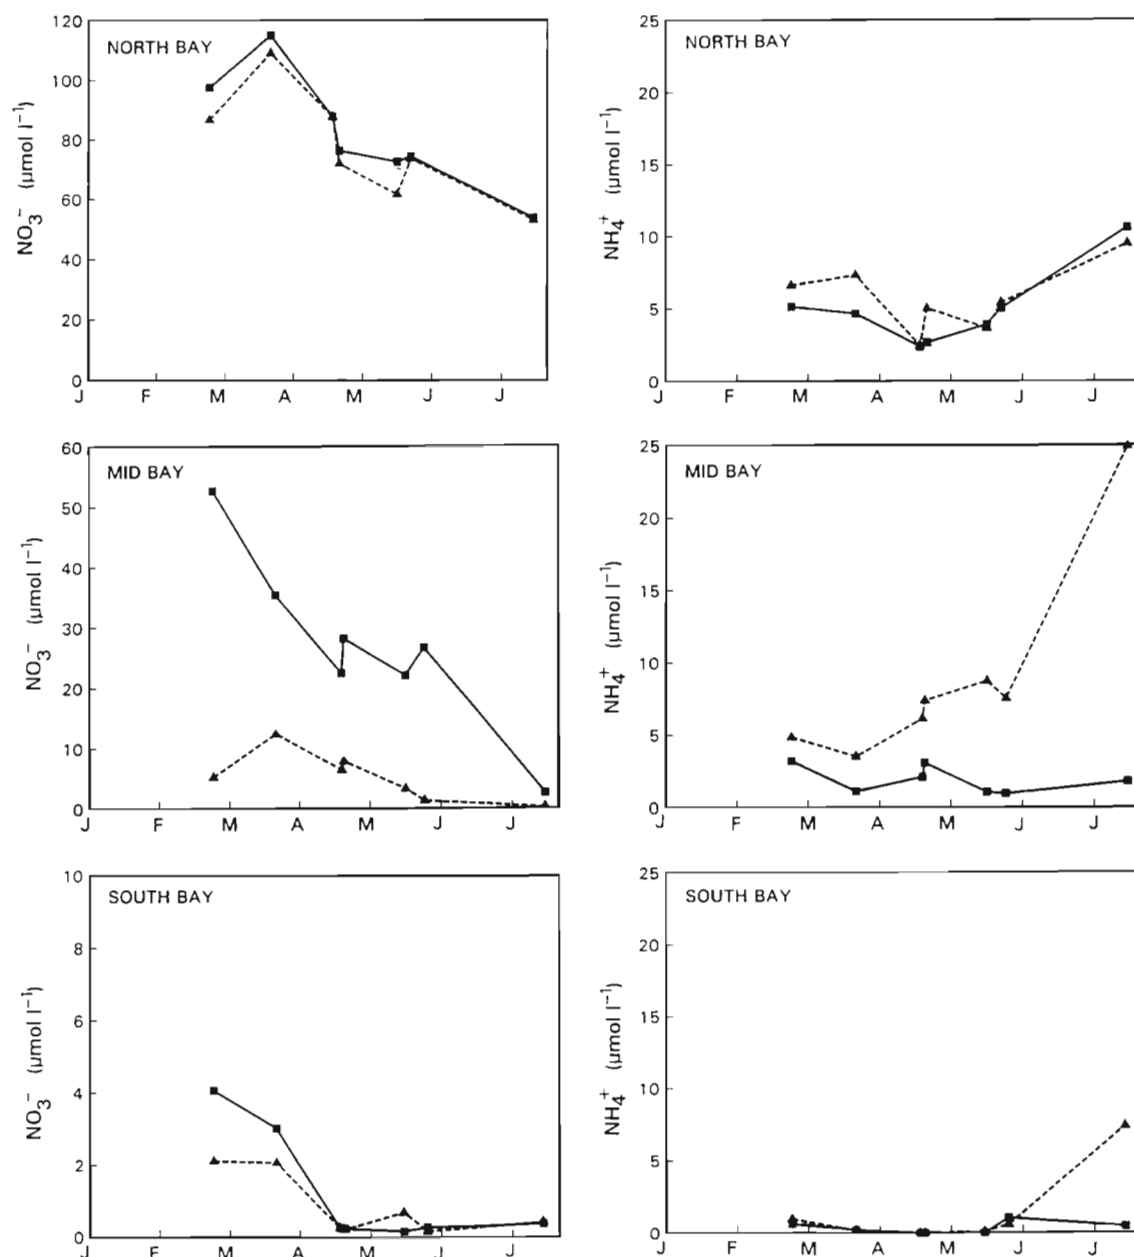 120
100
80
60
40
20
0
NORTH BAY
NO₃⁻ (µmol l⁻¹)
J F M A M J J
25
20
15
10
5
0
NORTH BAY
NH₄⁺ (µmol l⁻¹)
J F M A M J J
60
50
40
30
20
10
0
MID BAY
NO₃⁻ (µmol l⁻¹)
J F M A M J J
25
20
15
10
5
0
MID BAY
NH₄⁺ (µmol l⁻¹)
J F M A M J J
10
8
6
4
2
0
SOUTH BAY
NO₃⁻ (µmol l⁻¹)
J F M A M J J
25
20
15
10
5
0
SOUTH BAY
NH₄⁺ (µmol l⁻¹)
J F M A M J J